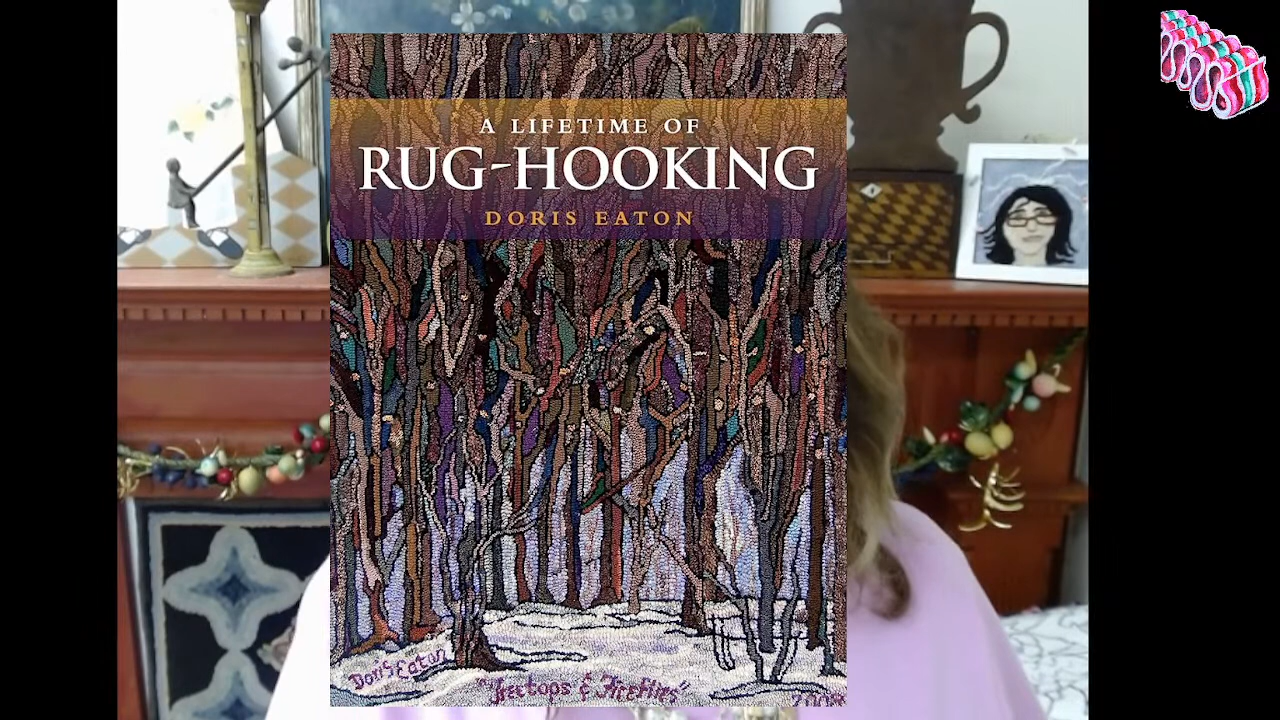 A LIFETIME OF
RUG-HOOKING
DORIS EATON
Doris Eaton
"Treetops & Fireflies"